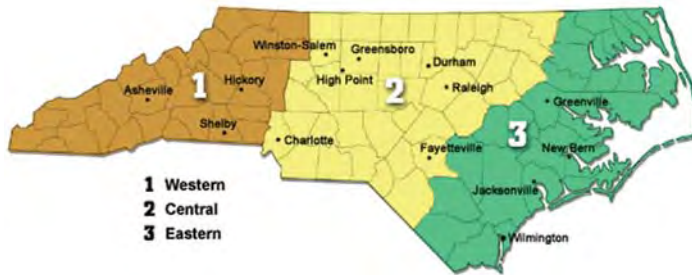 Winston-Salem
Greensboro
Durham
High Point
Raleigh
1
Hickory
Asheville
2
Greenville
Shelby
3
Charlotte
Fayetteville
New Bern
Jacksonville
Wilmington
1 Western
2 Central
3 Eastern